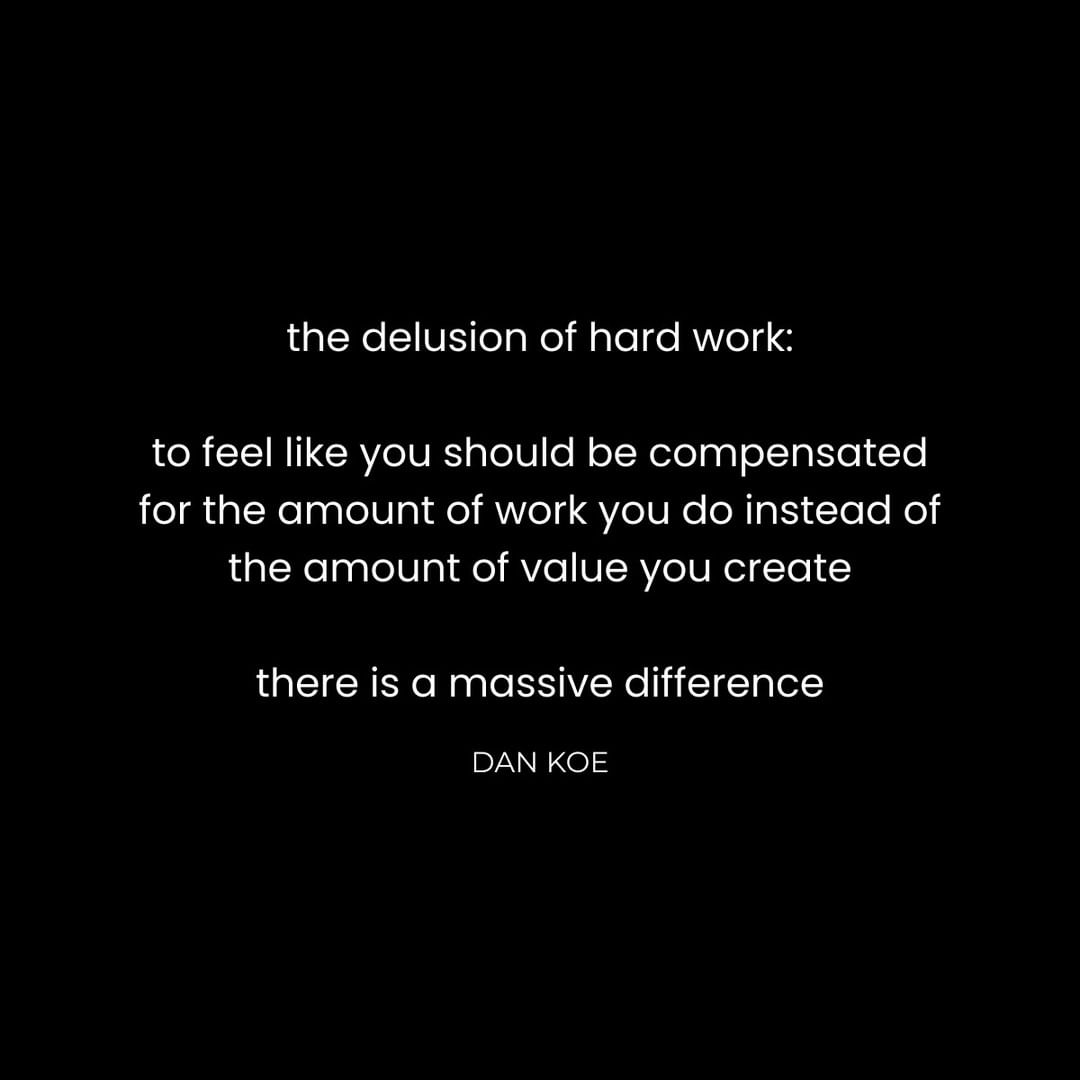 the delusion of hard work:
to feel like you should be compensated
for the amount of work you do instead of
the amount of value you create
there is a massive difference
DAN KOE